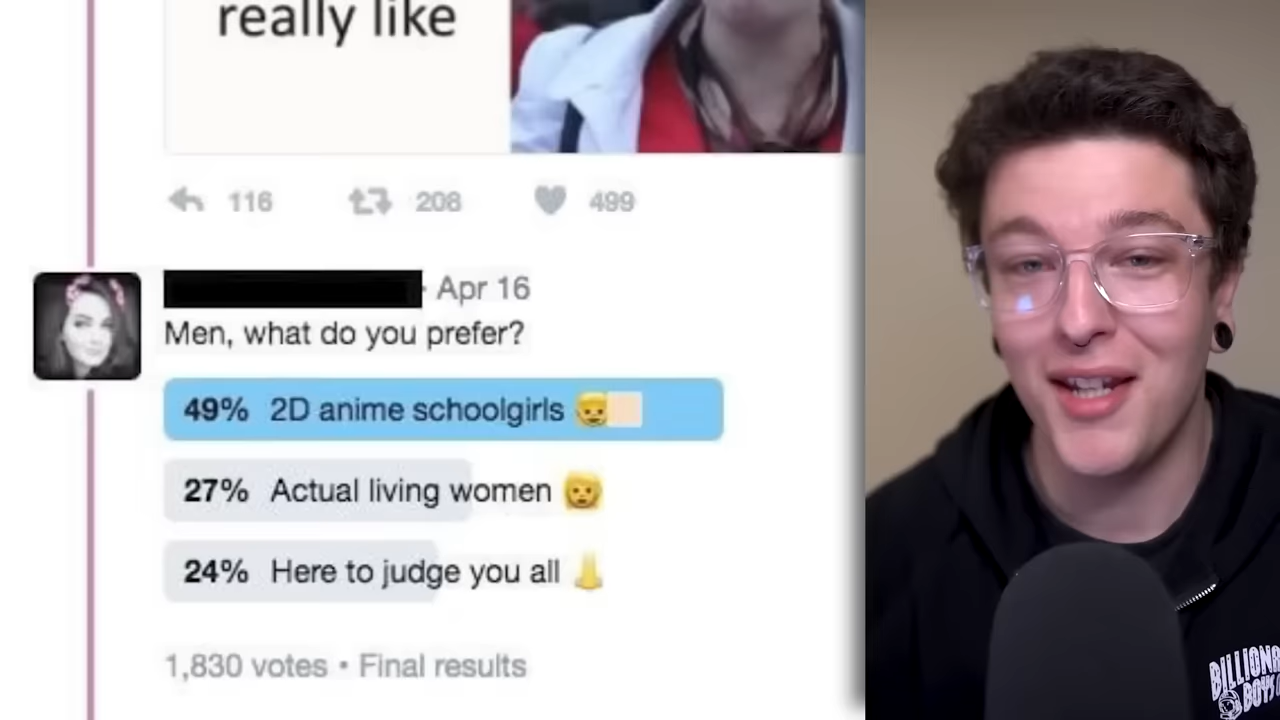 really like
116 208 499
· Apr 16
Men, what do you prefer?
49% 2D anime schoolgirls
27% Actual living women
24% Here to judge you all
1,830 votes • Final results
BILLIONA
BOYS